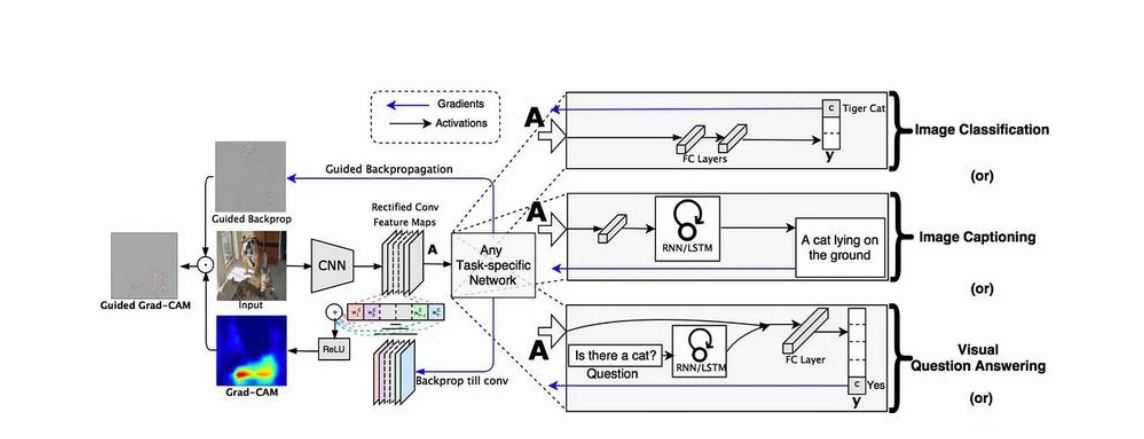 Gradients
Activations
A
c Tiger Cat
FC Layers
y
Image Classification
(or)
Guided Backpropagation
Guided Backprop
Rectified Conv
Feature Maps
A
Any
Task-specific
Network
CNN
Input
Guided Grad-CAM
+
ReLU
Grad-CAM
Backprop till conv
A
RNN/LSTM
A cat lying on
the ground
Image Captioning
(or)
A
Is there a cat?
Question
RNN/LSTM
FC Layer
c Yes
y
Visual
Question Answering
(or)